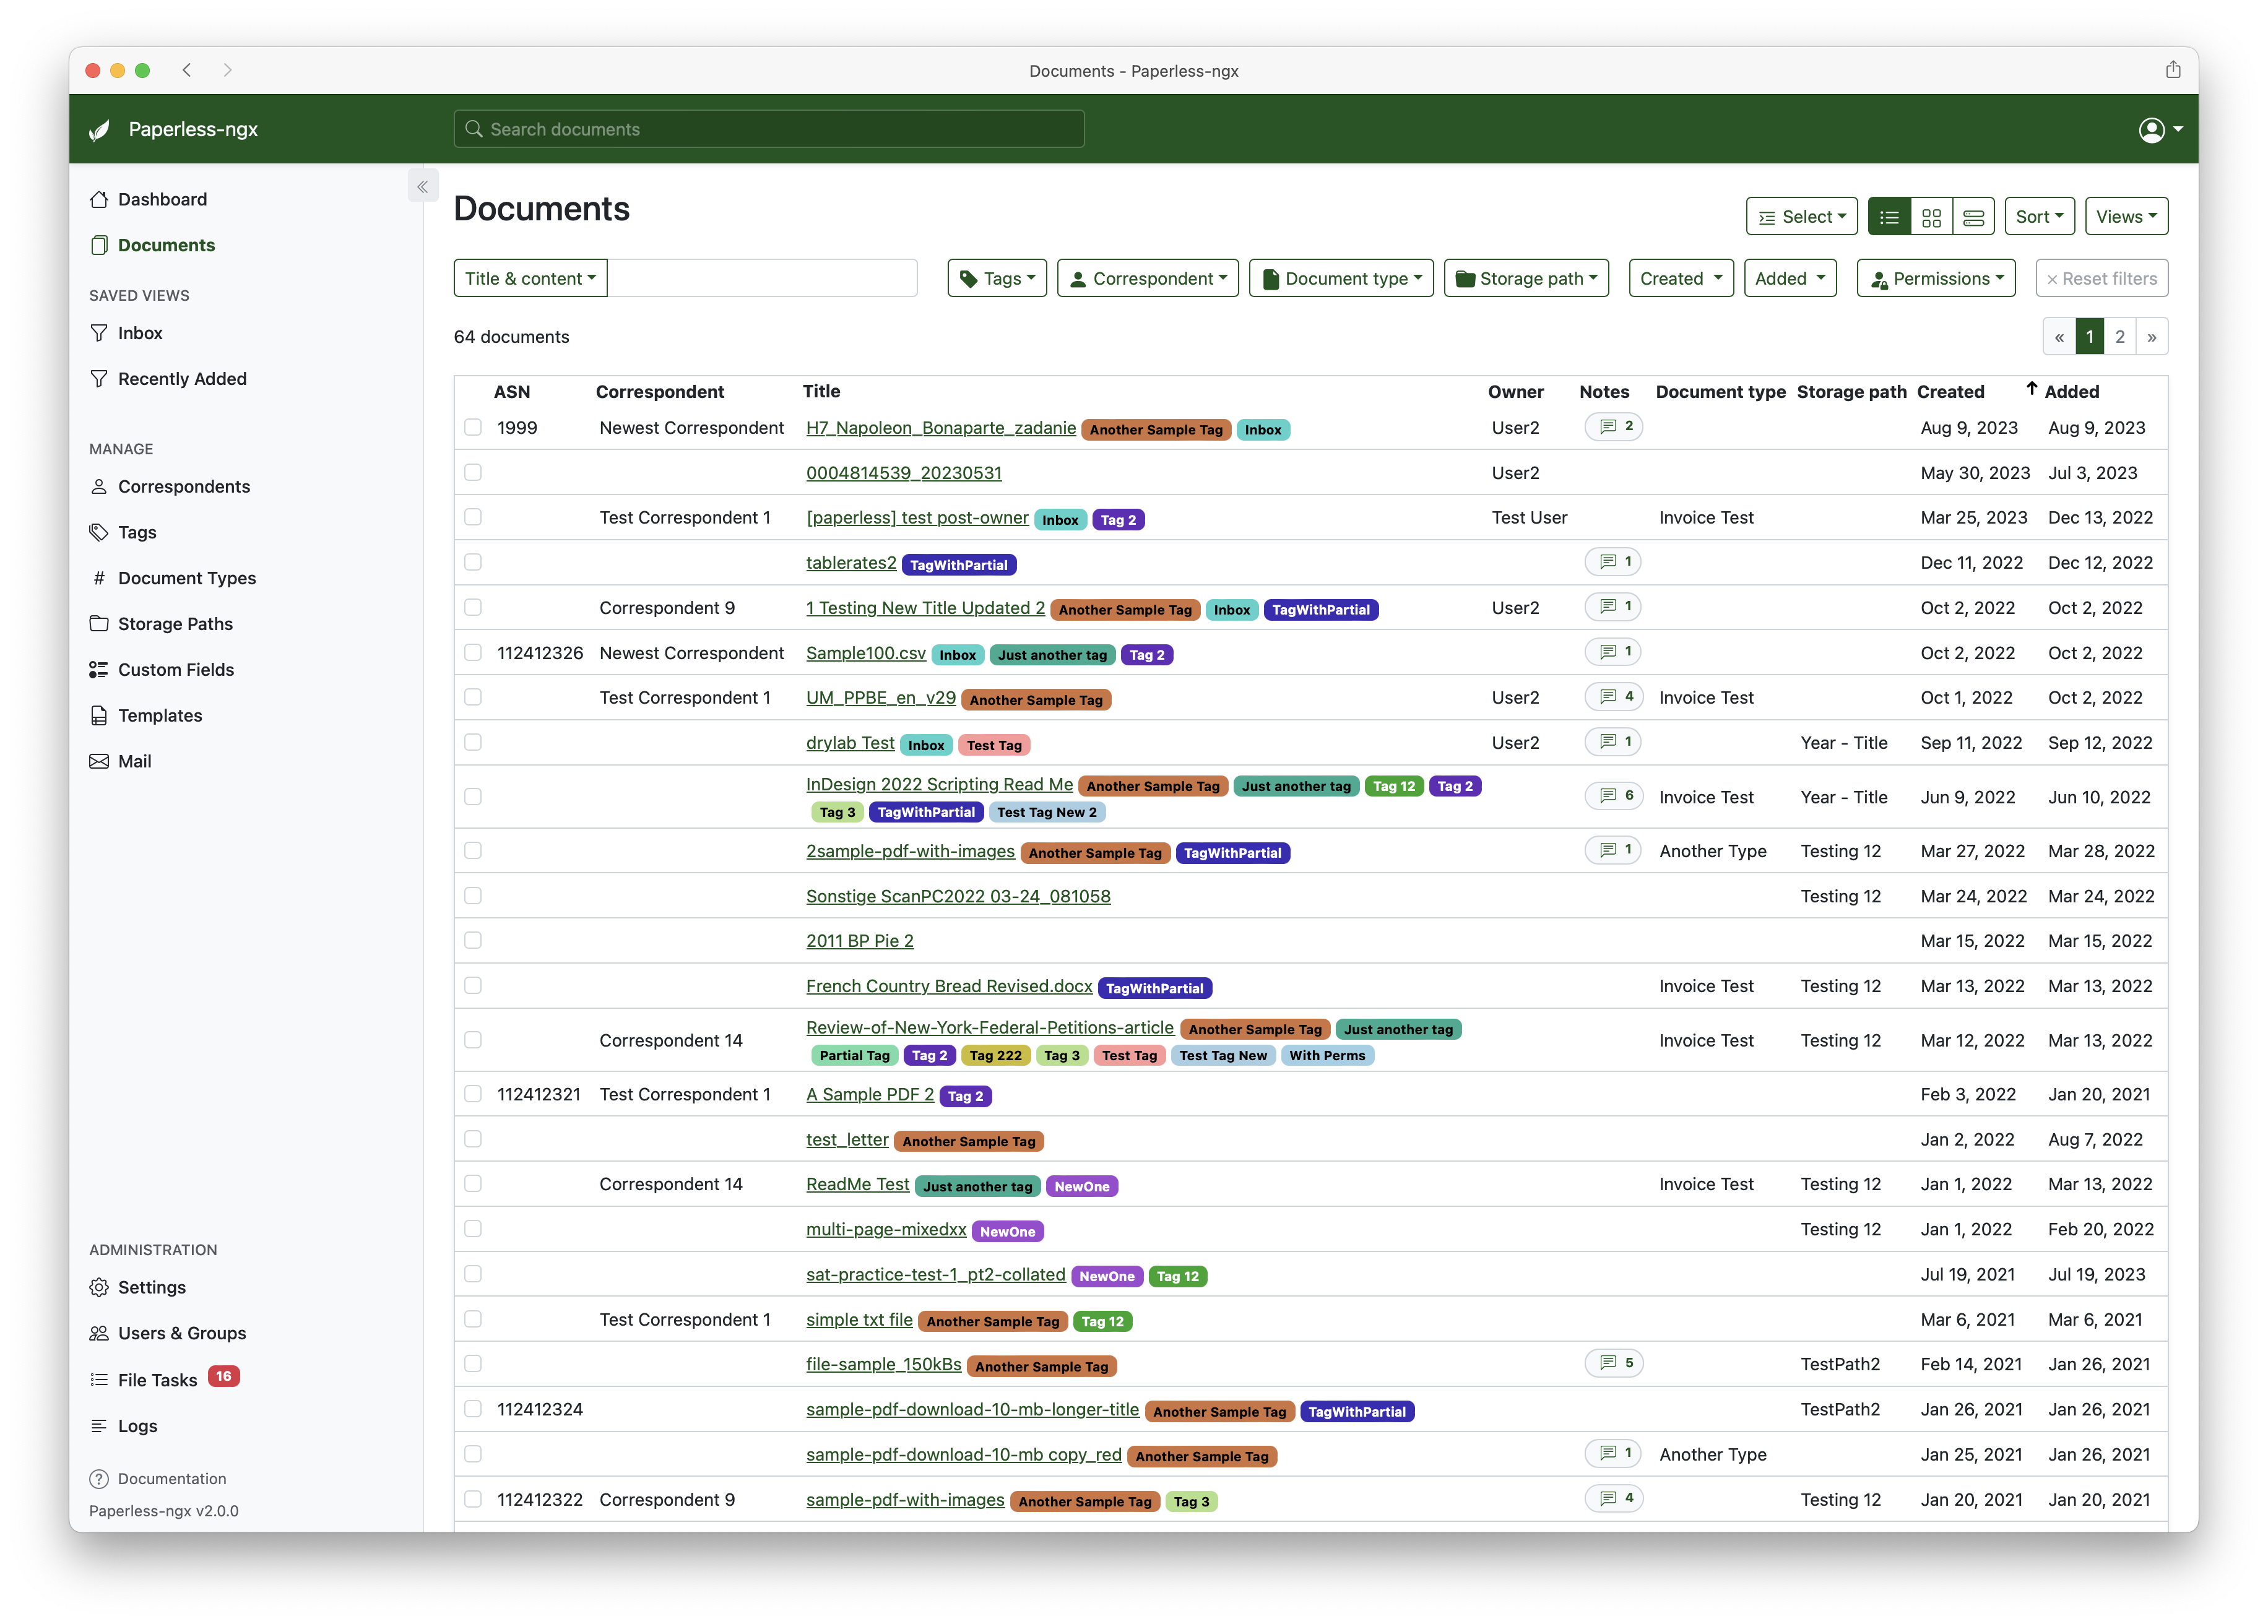 Documents - Paperless-ngx
Paperless-ngx
Search documents
Dashboard
Documents
SAVED VIEWS
Inbox
Recently Added
MANAGE
Correspondents
Tags
# Document Types
Storage Paths
Custom Fields
Templates
Mail
ADMINISTRATION
Settings
Users & Groups
File Tasks 16
Logs
Documentation
Paperless-ngx v2.0.0
Documents
Select
Sort
Views
Title & content
Tags
Correspondent
Document type
Storage path
Created
Added
Permissions
× Reset filters
64 documents
« 1 2 »
ASN Correspondent Title Owner Notes Document type Storage path Created ↑ Added
1999 Newest Correspondent H7_Napoleon_Bonaparte_zadanie Another Sample Tag Inbox User2 2 Aug 9, 2023 Aug 9, 2023
0004814539_20230531 User2 May 30, 2023 Jul 3, 2023
Test Correspondent 1 [paperless] test post-owner Inbox Tag 2 Test User Invoice Test Mar 25, 2023 Dec 13, 2022
tablerates2 TagWithPartial 1 Dec 11, 2022 Dec 12, 2022
Correspondent 9 1 Testing New Title Updated 2 Another Sample Tag Inbox TagWithPartial User2 1 Oct 2, 2022 Oct 2, 2022
112412326 Newest Correspondent Sample100.csv Inbox Just another tag Tag 2 1 Oct 2, 2022 Oct 2, 2022
Test Correspondent 1 UM_PPBE_en_v29 Another Sample Tag User2 4 Invoice Test Oct 1, 2022 Oct 2, 2022
drylab Test Inbox Test Tag User2 1 Year - Title Sep 11, 2022 Sep 12, 2022
InDesign 2022 Scripting Read Me Another Sample Tag Just another tag Tag 12 Tag 2
Tag 3 TagWithPartial Test Tag New 2 6 Invoice Test Year - Title Jun 9, 2022 Jun 10, 2022
2sample-pdf-with-images Another Sample Tag TagWithPartial 1 Another Type Testing 12 Mar 27, 2022 Mar 28, 2022
Sonstige ScanPC2022 03-24_081058 Testing 12 Mar 24, 2022 Mar 24, 2022
2011 BP Pie 2 Mar 15, 2022 Mar 15, 2022
French Country Bread Revised.docx TagWithPartial Invoice Test Testing 12 Mar 13, 2022 Mar 13, 2022
Correspondent 14 Review-of-New-York-Federal-Petitions-article Another Sample Tag Just another tag
Partial Tag Tag 2 Tag 222 Tag 3 Test Tag Test Tag New With Perms Invoice Test Testing 12 Mar 12, 2022 Mar 13, 2022
112412321 Test Correspondent 1 A Sample PDF 2 Tag 2 Feb 3, 2022 Jan 20, 2021
test_letter Another Sample Tag Jan 2, 2022 Aug 7, 2022
Correspondent 14 ReadMe Test Just another tag NewOne Invoice Test Testing 12 Jan 1, 2022 Mar 13, 2022
multi-page-mixedxx NewOne Testing 12 Jan 1, 2022 Feb 20, 2022
sat-practice-test-1_pt2-collated NewOne Tag 12 Jul 19, 2021 Jul 19, 2023
Test Correspondent 1 simple txt file Another Sample Tag Tag 12 Mar 6, 2021 Mar 6, 2021
file-sample_150kBs Another Sample Tag 5 TestPath2 Feb 14, 2021 Jan 26, 2021
112412324 sample-pdf-download-10-mb-longer-title Another Sample Tag TagWithPartial TestPath2 Jan 26, 2021 Jan 26, 2021
sample-pdf-download-10-mb copy_red Another Sample Tag 1 Another Type Jan 25, 2021 Jan 26, 2021
112412322 Correspondent 9 sample-pdf-with-images Another Sample Tag Tag 3 4 Testing 12 Jan 20, 2021 Jan 20, 2021